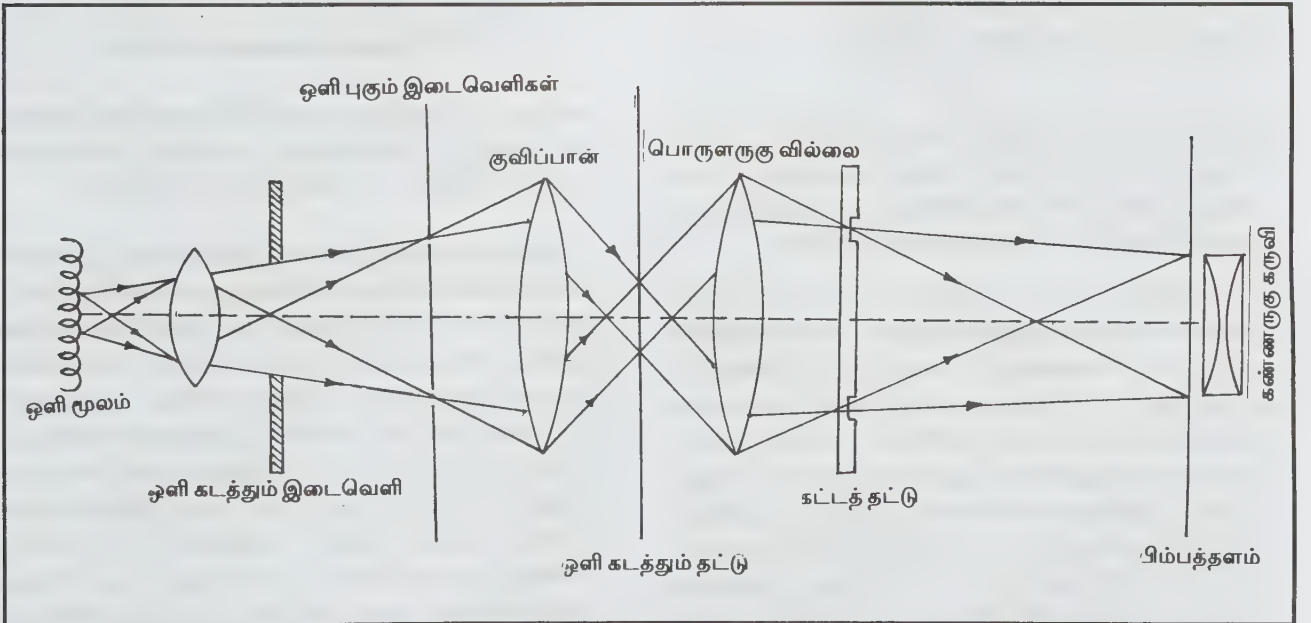 ஒளி புகும் இடைவெளிகள்
குவிப்பான்
பொருளருகு வில்லை
கண்ணருகு கருவி
ஒளி மூலம்
ஒளி கடத்தும் இடைவெளி
கட்டத் தட்டு
ஒளி கடத்தும் தட்டு
பிம்பத்தளம்